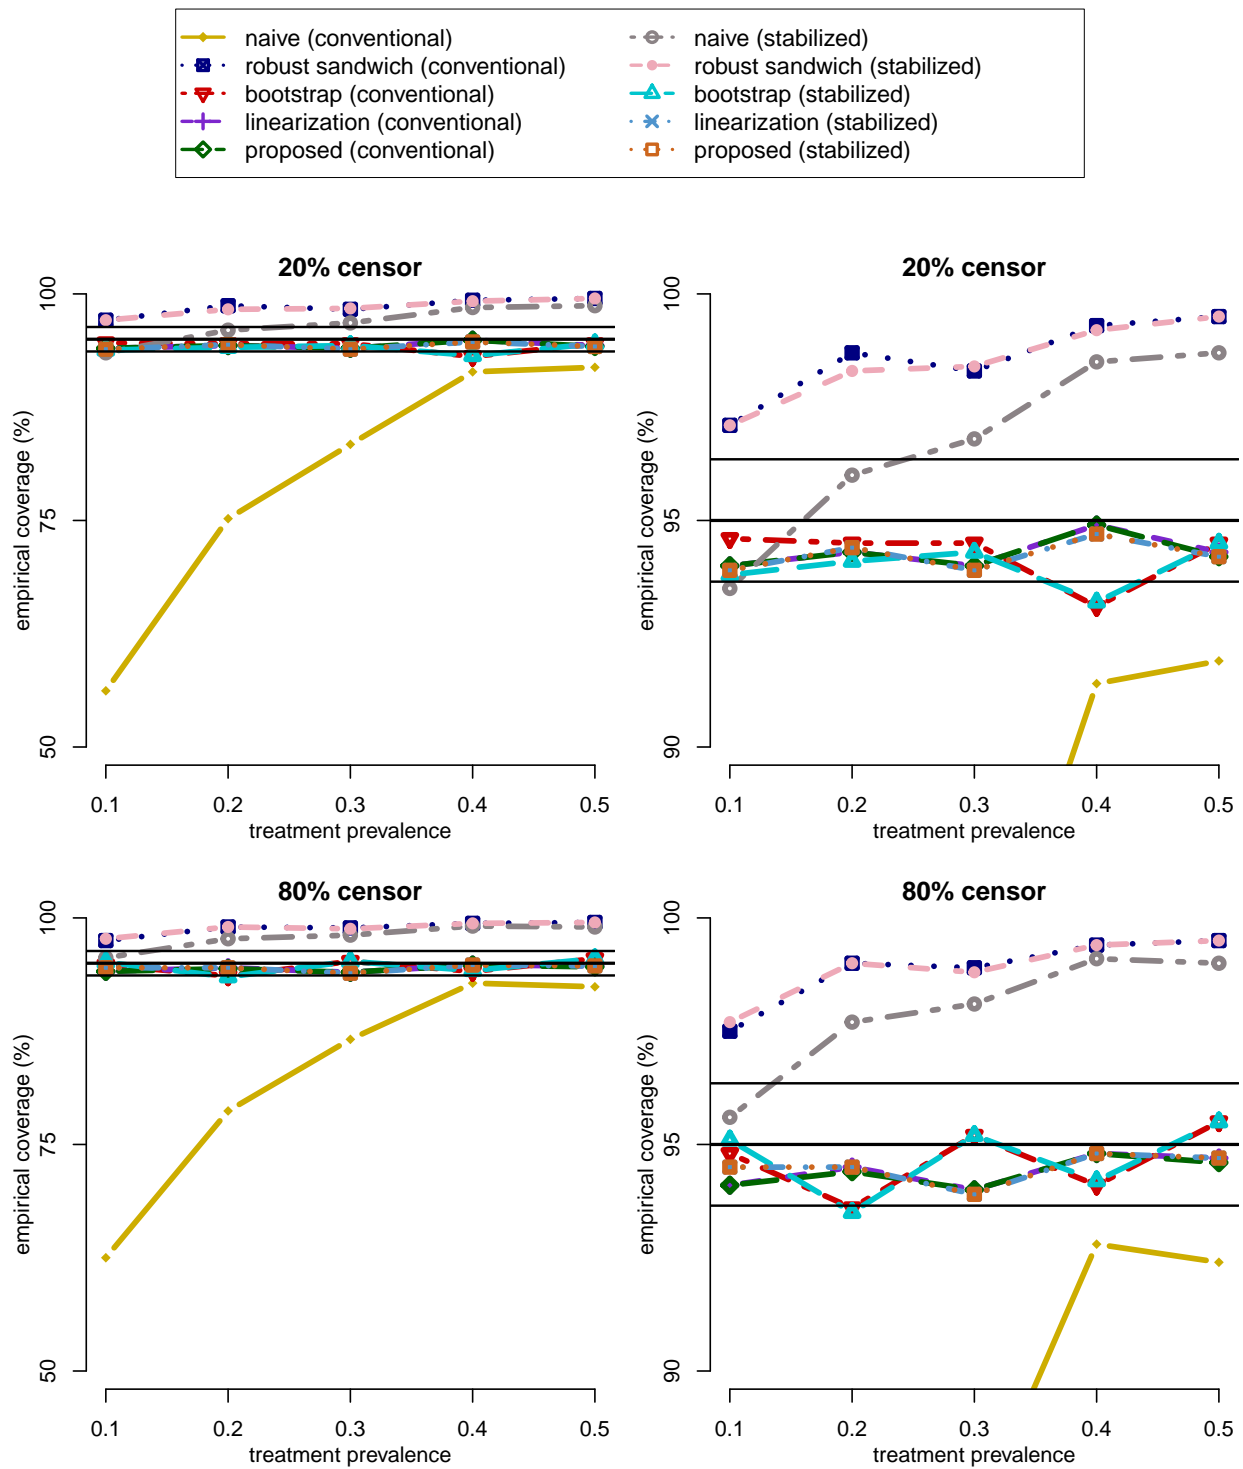 naive (conventional)
robust sandwich (conventional)
bootstrap (conventional)
linearization (conventional)
proposed (conventional)
naive (stabilized)
robust sandwich (stabilized)
bootstrap (stabilized)
linearization (stabilized)
proposed (stabilized)
20% censor
empirical coverage (%)
100
75
50
0.1 0.2 0.3 0.4 0.5
treatment prevalence
20% censor
empirical coverage (%)
100
95
90
0.1 0.2 0.3 0.4 0.5
treatment prevalence
80% censor
empirical coverage (%)
100
75
50
0.1 0.2 0.3 0.4 0.5
treatment prevalence
80% censor
empirical coverage (%)
100
95
90
0.1 0.2 0.3 0.4 0.5
treatment prevalence